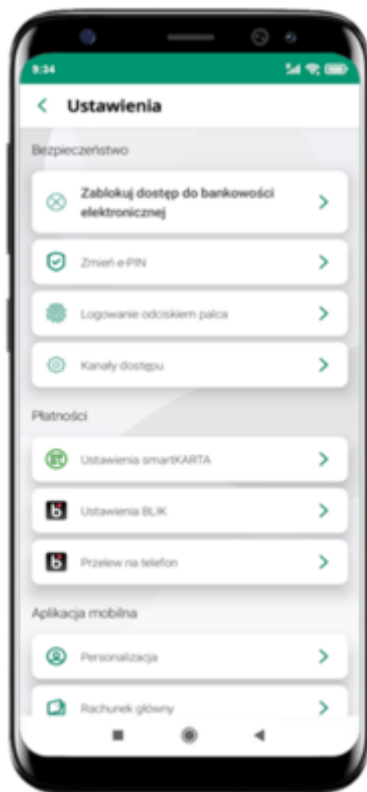 9:34
Ustawienia
Bezpieczeństwo
Zablokuj dostęp do bankowości
elektronicznej
Zmień e-PIN
Logowanie odciskiem palca
Kanały dostępu
Płatności
Ustawienia smartKARTA
Ustawienia BLIK
Przelew na telefon
Aplikacja mobilna
Personalizacja
Rachunek główny